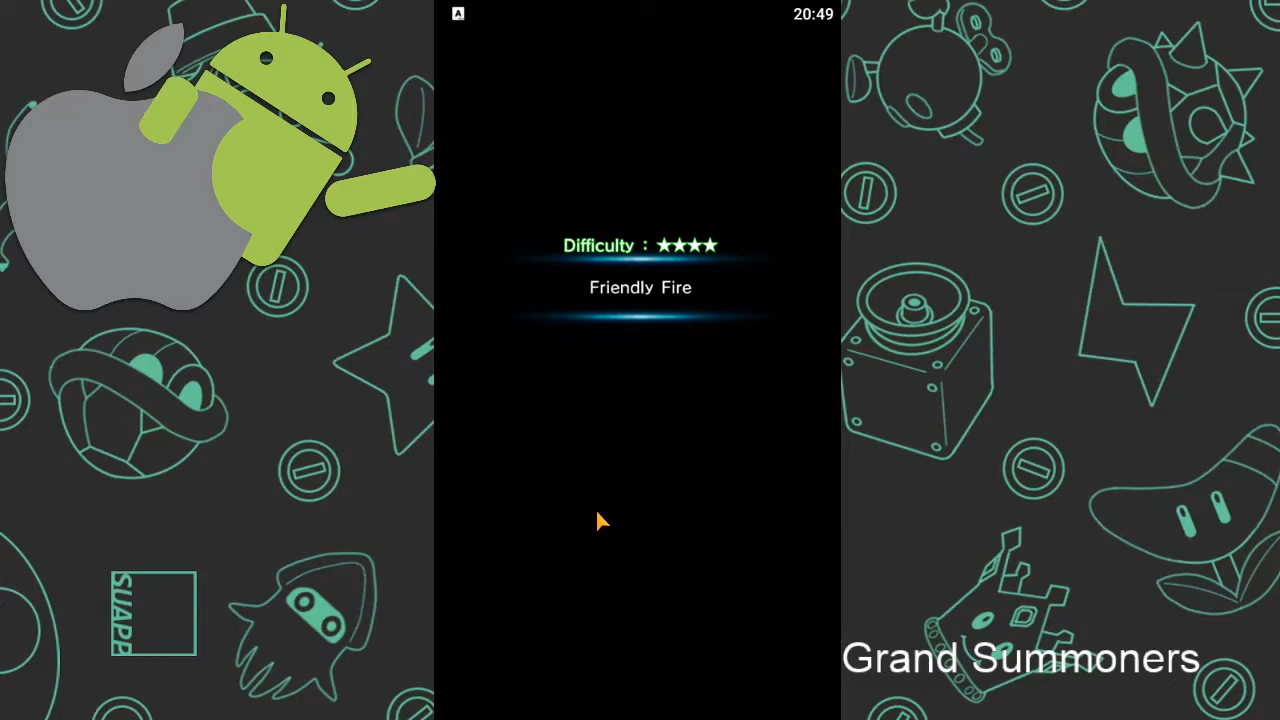 20:49
Difficulty : ★★★★
Friendly Fire
SUAPP
Grand Summoners